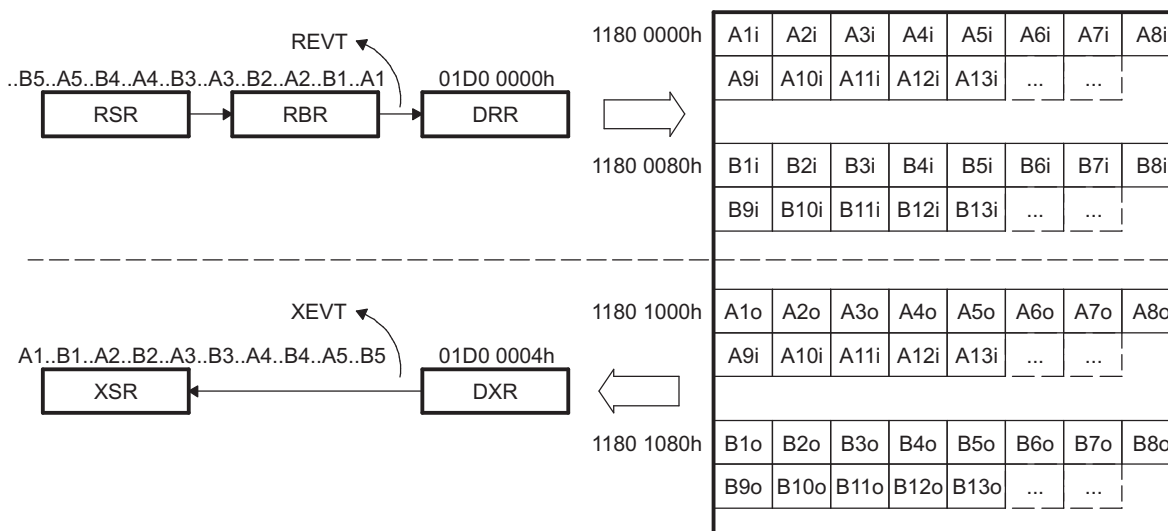 REVT
..B5..A5..B4..A4..B3..A3..B2..A2..B1..A1
01D0 0000h
RSR
RBR
DRR
1180 0000h
A1i A2i A3i A4i A5i A6i A7i A8i
A9i A10i A11i A12i A13i ... ...
1180 0080h
B1i B2i B3i B4i B5i B6i B7i B8i
B9i B10i B11i B12i B13i ... ...
XEVT
A1..B1..A2..B2..A3..B3..A4..B4..A5..B5
01D0 0004h
XSR
DXR
1180 1000h
A1o A2o A3o A4o A5o A6o A7o A8o
A9i A10i A11i A12i A13i ... ...
1180 1080h
B1o B2o B3o B4o B5o B6o B7o B8o
B9o B10o B11o B12o B13o ... ...